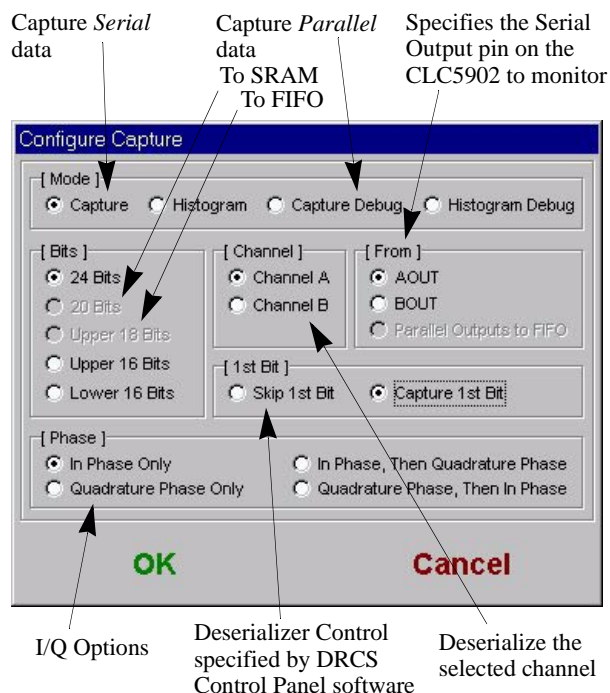 Capture Serial
data
Capture Parallel
data
To SRAM
To FIFO
Specifies the Serial
Output pin on the
CLC5902 to monitor
Configure Capture
[ Mode ]
Capture
Histogram
Capture Debug
Histogram Debug
[ Bits ]
24 Bits
20 Bits
Upper 18 Bits
Upper 16 Bits
Lower 16 Bits
[ Channel ]
Channel A
Channel B
[ From ]
AOUT
BOUT
Parallel Outputs to FIFO
[ 1st Bit ]
Skip 1st Bit
Capture 1st Bit
[ Phase ]
In Phase Only
In Phase, Then Quadrature Phase
Quadrature Phase Only
Quadrature Phase, Then In Phase
OK
Cancel
I/Q Options
Deserializer Control
specified by DRCS
Control Panel software
Deserialize the
selected channel